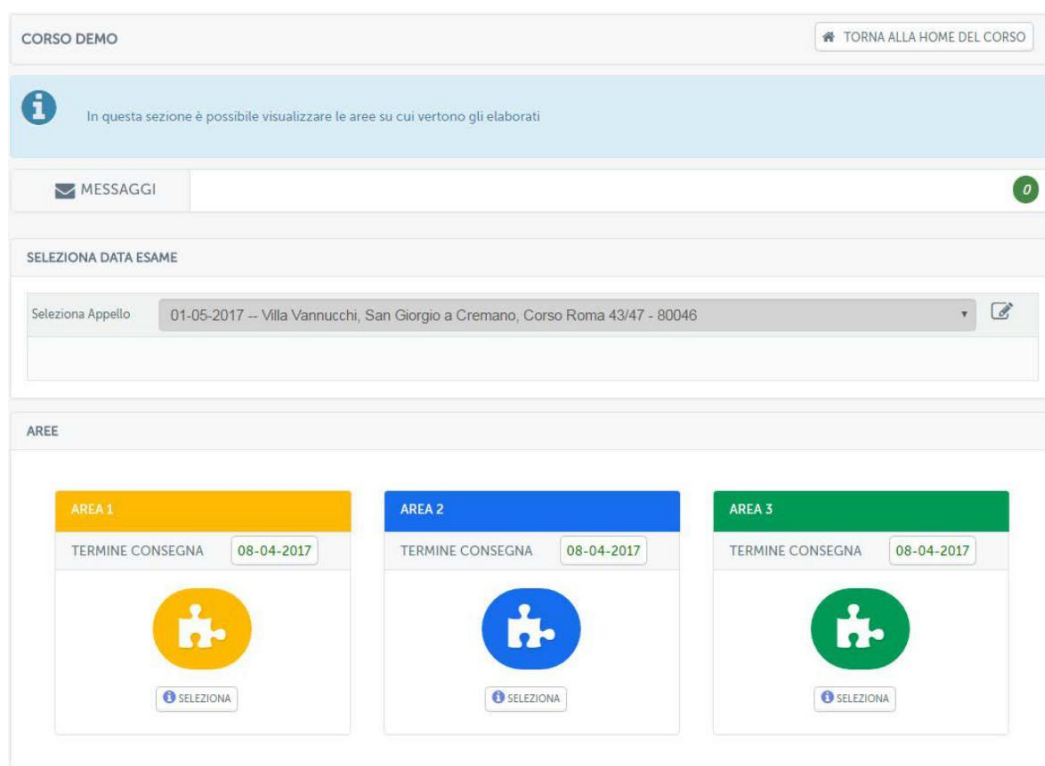 CORSO DEMO
TORNA ALLA HOME DEL CORSO
In questa sezione è possibile visualizzare le aree su cui vertono gli elaborati
MESSAGGI
0
SELEZIONA DATA ESAME
Seleziona Appello
01-05-2017 -- Villa Vannucchi, San Giorgio a Cremano, Corso Roma 43/47 - 80046
AREE
AREA 1
TERMINE CONSEGNA 08-04-2017
SELEZIONA
AREA 2
TERMINE CONSEGNA 08-04-2017
SELEZIONA
AREA 3
TERMINE CONSEGNA 08-04-2017
SELEZIONA